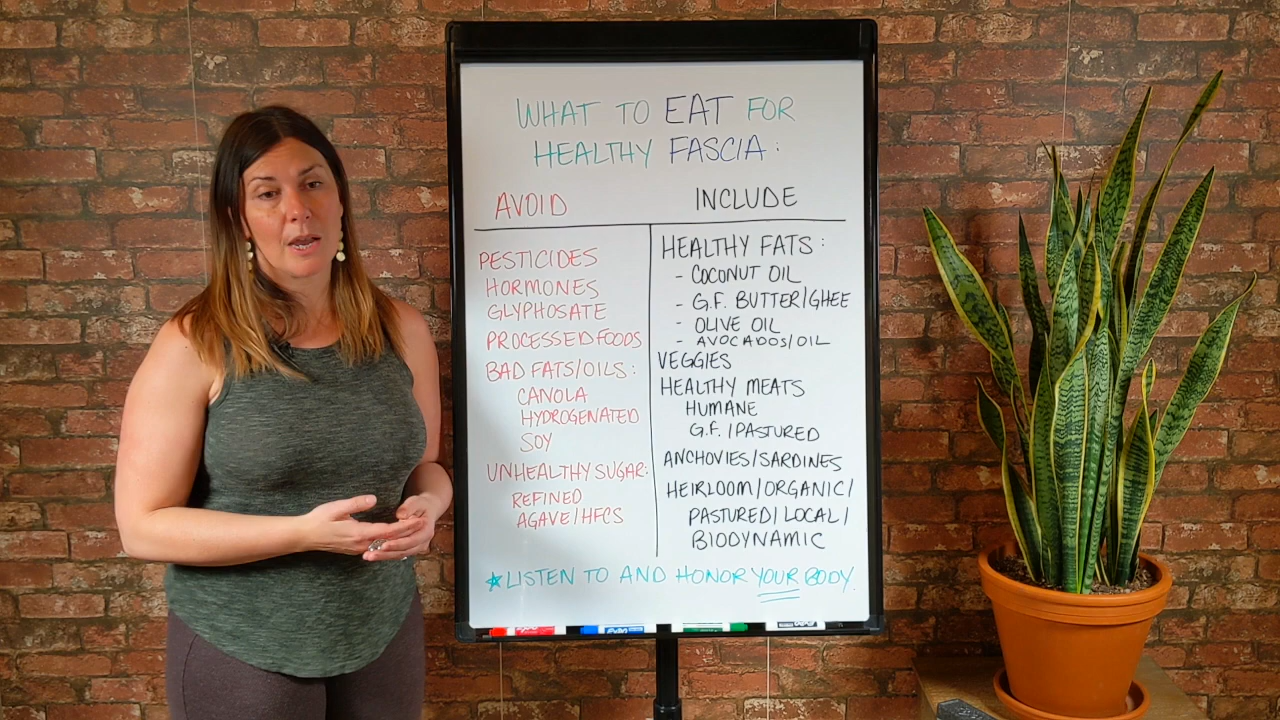 WHAT TO EAT FOR
HEALTHY FASCIA:
AVOID
PESTICIDES
HORMONES
GLYPHOSATE
PROCESSED FOODS
BAD FATS/OILS:
CANOLA
HYDROGENATED
SOY
UNHEALTHY SUGAR:
REFINED
AGAVE/HFCS
INCLUDE
HEALTHY FATS:
- COCONUT OIL
- G.F. BUTTER/GHEE
- OLIVE OIL
- AVOCADOS/OIL
VEGGIES
HEALTHY MEATS
HUMANE
G.F./PASTURED
ANCHOVIES/SARDINES
HEIRLOOM/ORGANIC/
PASTURED/LOCAL/
BIODYNAMIC
*LISTEN TO AND HONOR YOUR BODY.